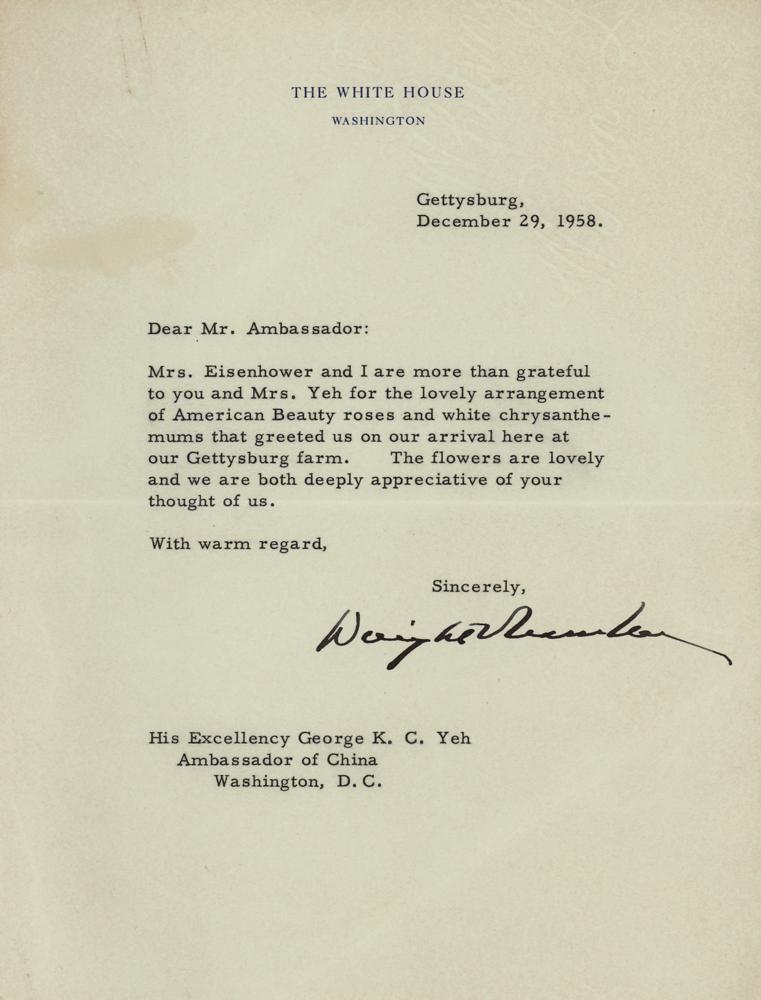 THE WHITE HOUSE
WASHINGTON
Gettysburg,
December 29, 1958.
Dear Mr. Ambassador:
Mrs. Eisenhower and I are more than grateful
to you and Mrs. Yeh for the lovely arrangement
of American Beauty roses and white chrysanthe-
mums that greeted us on our arrival here at
our Gettysburg farm. The flowers are lovely
and we are both deeply appreciative of your
thought of us.
With warm regard,
Sincerely,
Dwight D Eisenhower
His Excellency George K. C. Yeh
Ambassador of China
Washington, D. C.